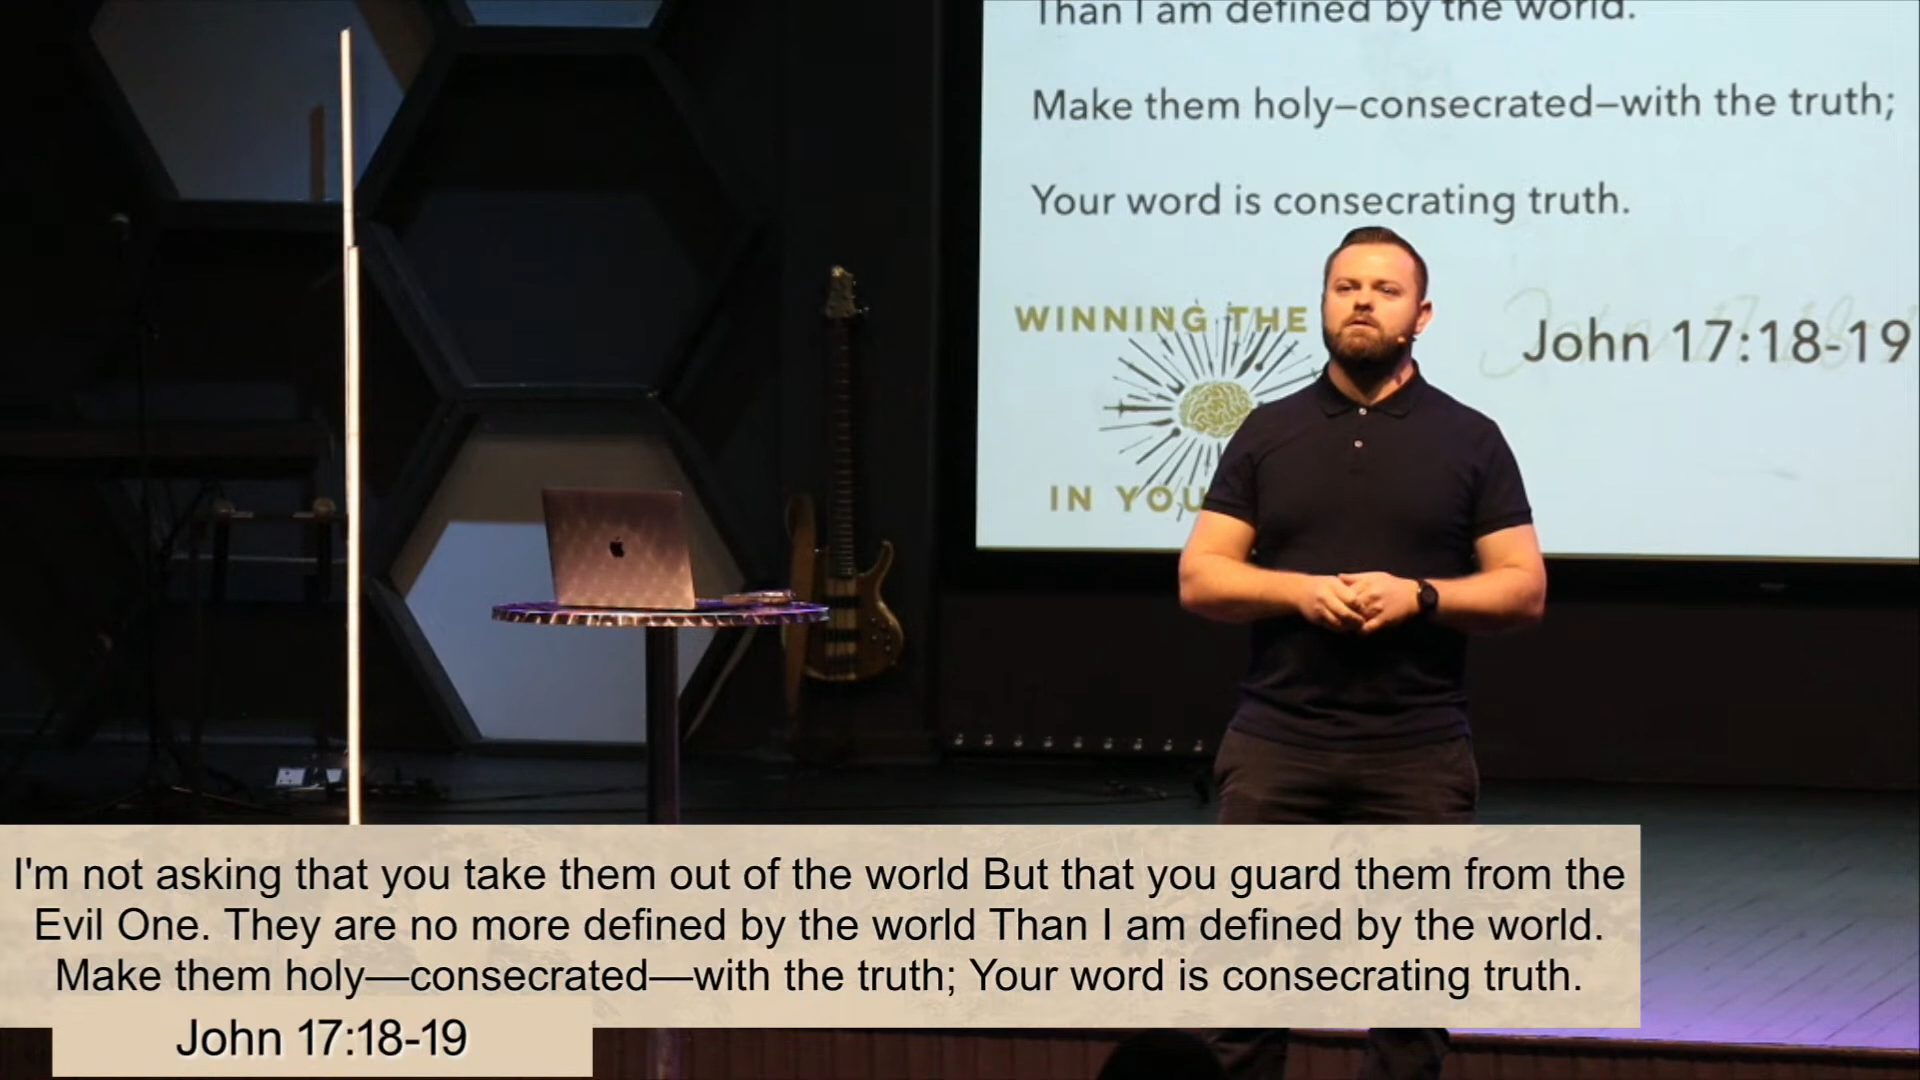 Than I am defined by the world.
Make them holy–consecrated–with the truth;
Your word is consecrating truth.
WINNING THE
IN YOU
John 17:18-19
I'm not asking that you take them out of the world But that you guard them from the
Evil One. They are no more defined by the world Than I am defined by the world.
Make them holy—consecrated—with the truth; Your word is consecrating truth.
John 17:18-19